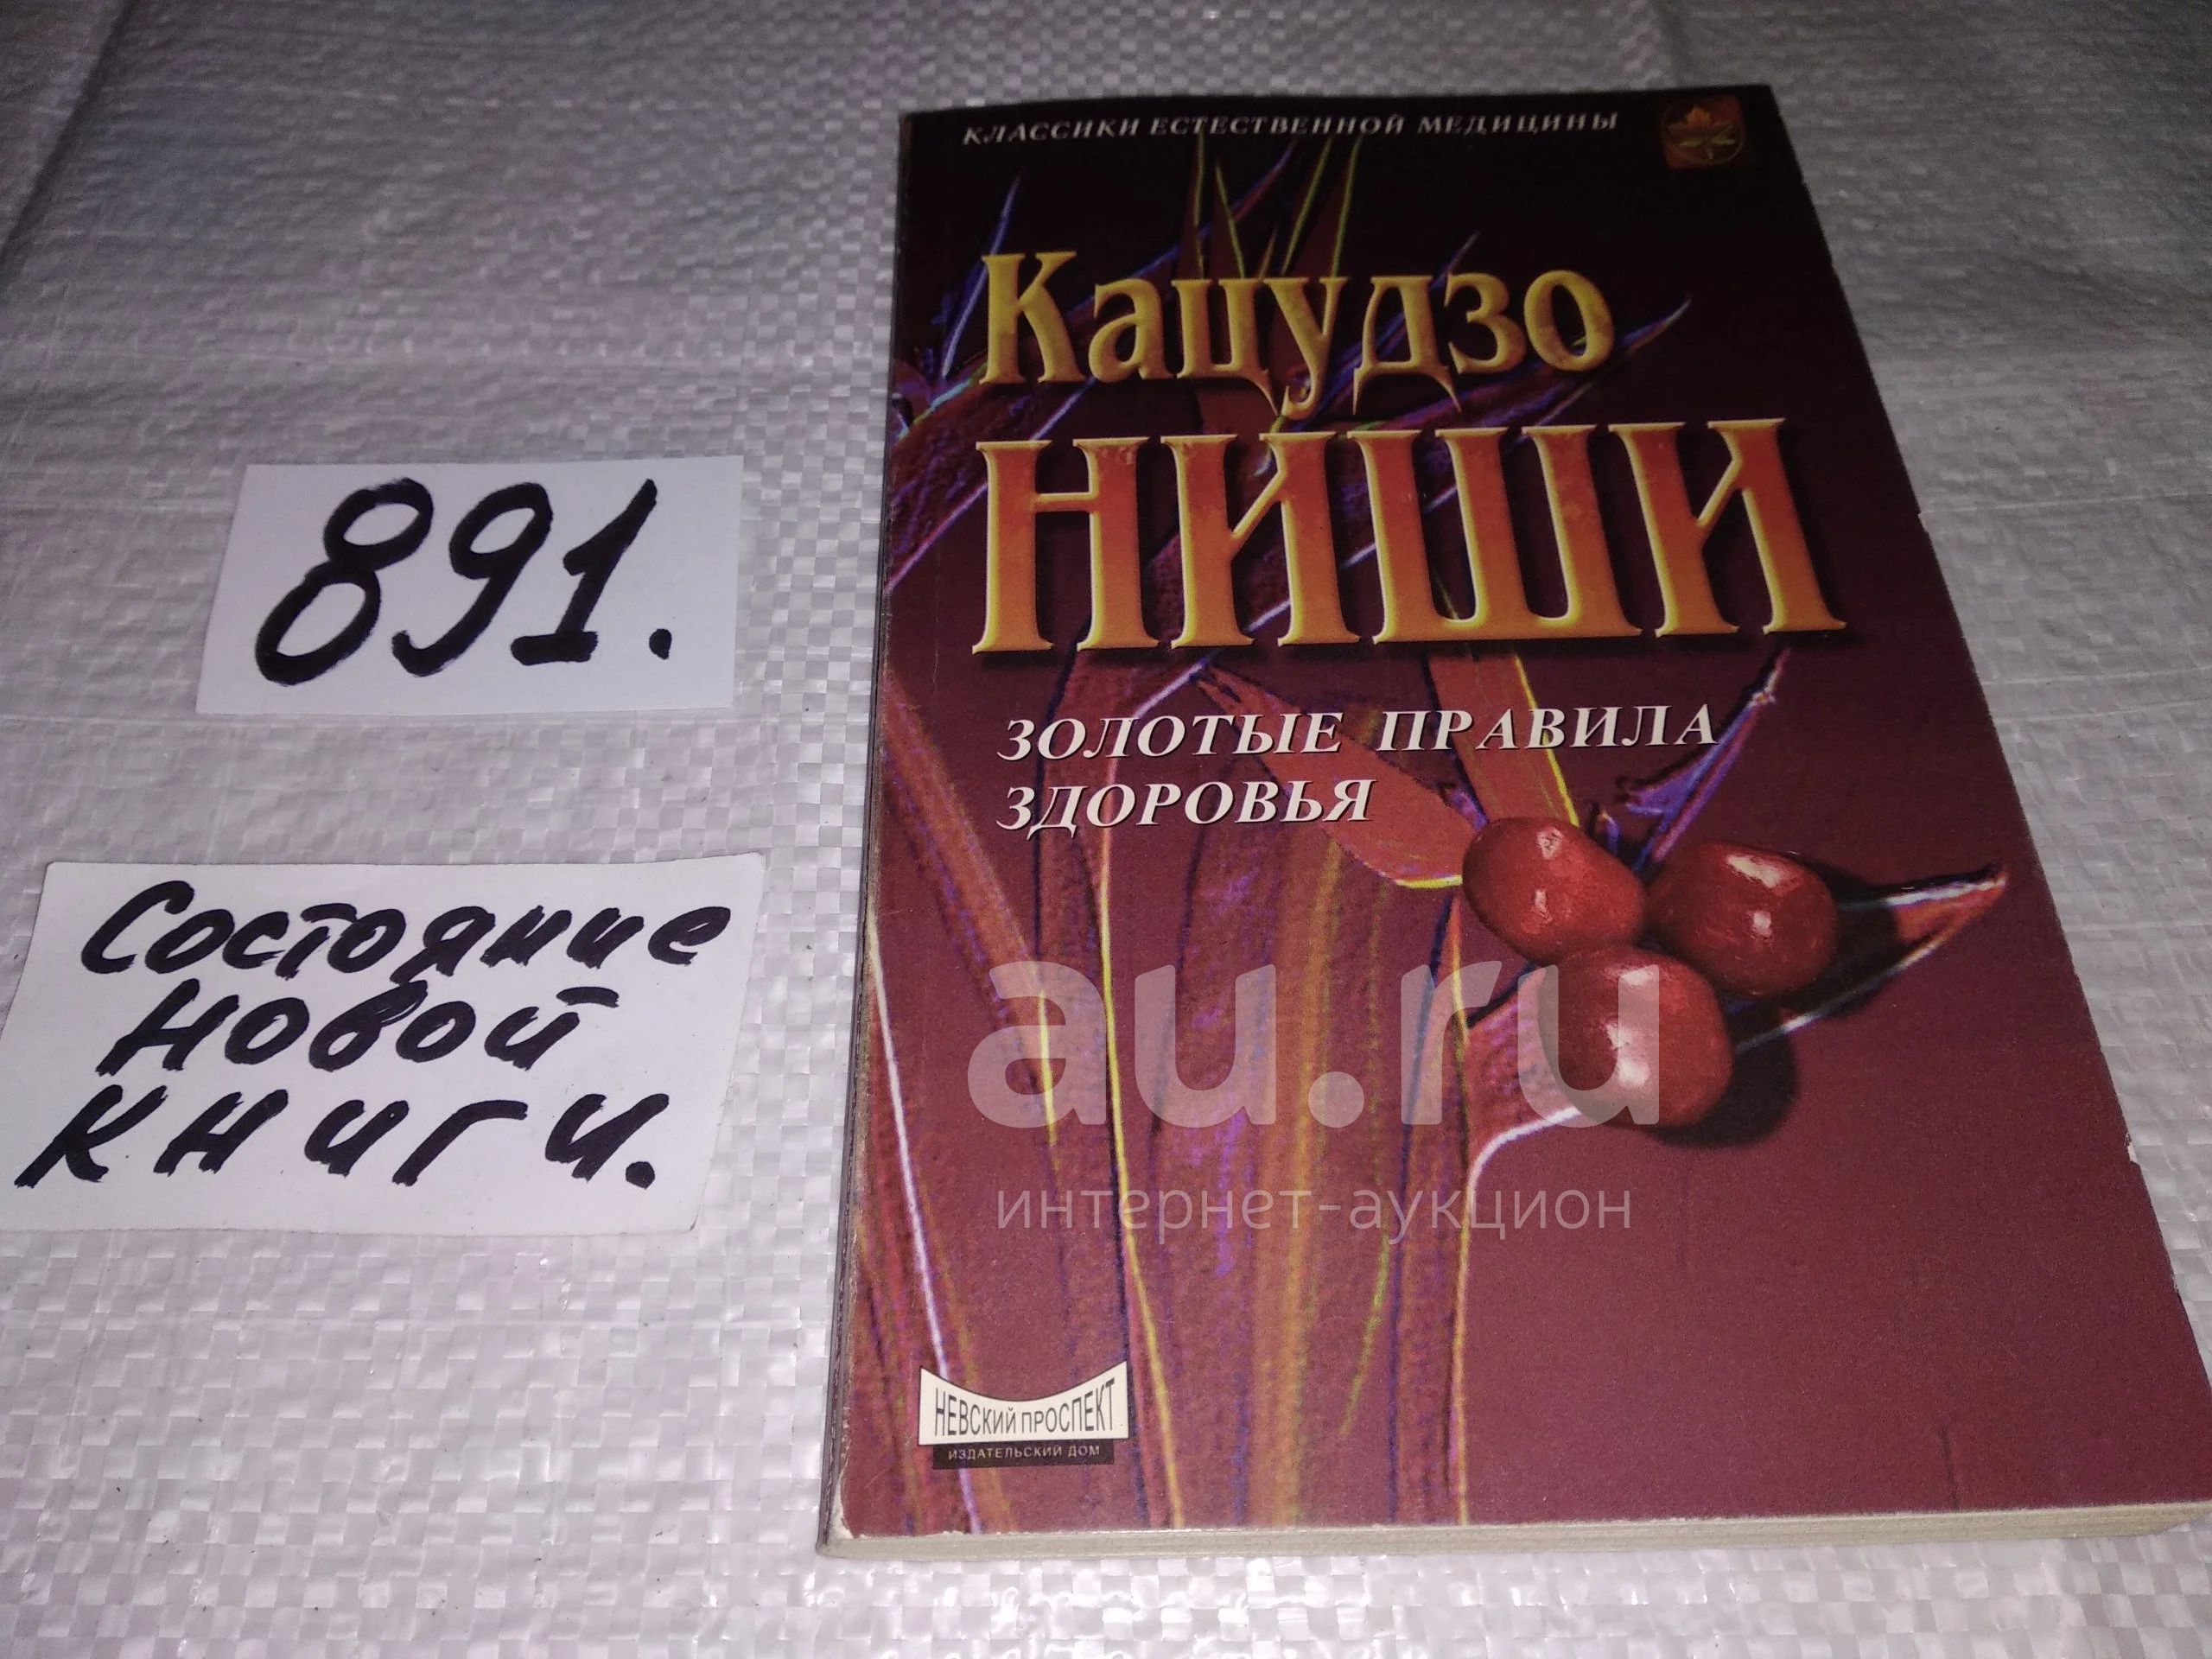 КЛАССИКИ ЕСТЕСТВЕННОЙ МЕДИЦИНЫ
Кацудзо
НИШИ
ЗОЛОТЫЕ ПРАВИЛА
ЗДОРОВЬЯ
891.
Состояние
новой
книги.
au.ru
интернет-аукцион
НЕВСКИЙ ПРОСПЕКТ
ИЗДАТЕЛЬСКИЙ ДОМ